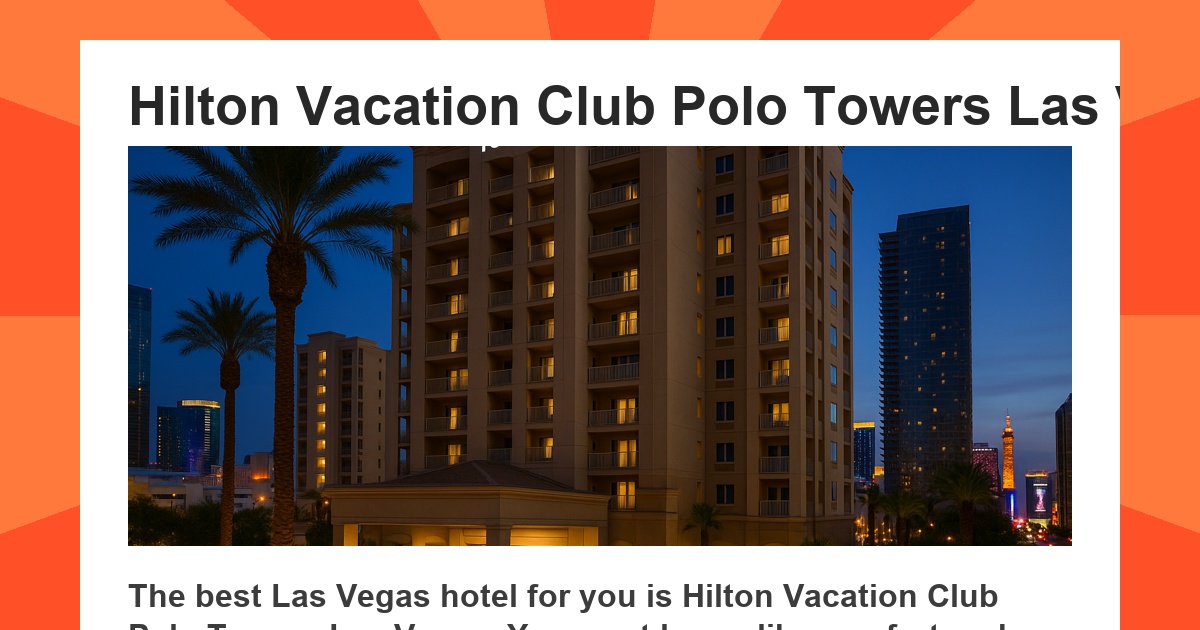 Hilton Vacation Club Polo Towers Las
The best Las Vegas hotel for you is Hilton Vacation Club